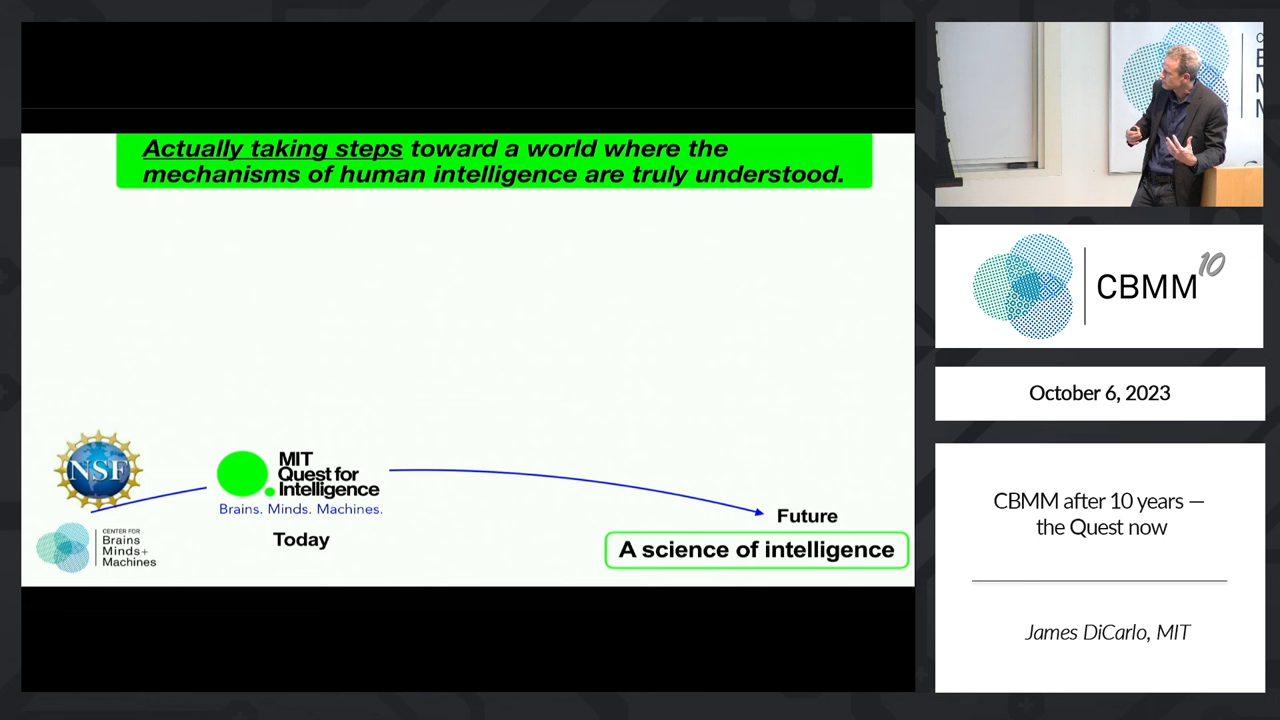 Actually taking steps toward a world where the
mechanisms of human intelligence are truly understood.
NSF
MIT
Quest for
Intelligence
Brains. Minds. Machines.
CENTER FOR
Brains
Minds+
Machines
Today
Future
A science of intelligence
C
B
M
M
CBMM10
October 6, 2023
CBMM after 10 years —
the Quest now
James DiCarlo, MIT